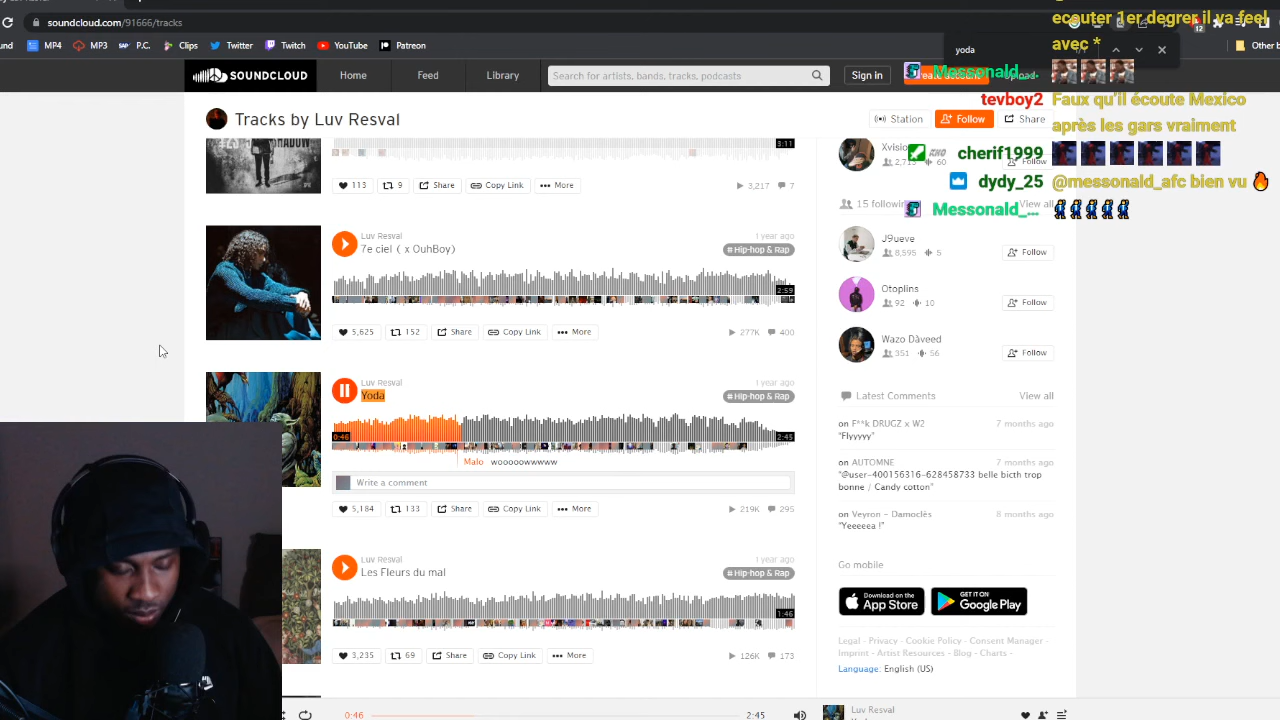 soundcloud.com/91666/tracks
und MP4 MP3 P.C. Clips Twitter Twitch YouTube Patreon
yoda
Other b
ecouter 1er degrer il va feel
avec *
Messonald_...
tevboy2 Faux qu'il écoute Mexico
après les gars vraiment
cherif1999
dydy_25 @messonald_afc bien vu
Messonald_...
SOUNDCLOUD Home Feed Library Search for artists, bands, tracks, podcasts Sign in
Tracks by Luv Resval
Station Follow Share
SHADOW
3:11
113 9 Share Copy Link More 3,217 7
Luv Resval 1 year ago
7e ciel ( x OuhBoy) # Hip-hop & Rap
2:59
5,625 152 Share Copy Link More 277K 400
Luv Resval 1 year ago
Yoda # Hip-hop & Rap
0:46 2:45
Malo wooooowwwww
Write a comment
5,184 133 Share Copy Link More 219K 295
Luv Resval 1 year ago
Les Fleurs du mal # Hip-hop & Rap
1:46
3,235 69 Share Copy Link More 126K 173
60 Follow
15 View all
J9ueve
8,595 5 Follow
Otoplins
92 10 Follow
Wazo Dàveed
351 56 Follow
Latest Comments View all
on F**k DRUGZ x W2 7 months ago
"Flyyyyy"
on AUTOMNE 7 months ago
"@user-400156316-628458733 belle bicth trop
bonne / Candy cotton"
on Veyron - Damoclès 8 months ago
"Yeeeeea !"
Go mobile
Download on the App Store GET IT ON Google Play
Legal - Privacy - Cookie Policy - Consent Manager -
Imprint - Artist Resources - Blog - Charts -
Language: English (US)
0:46 2:45 Luv Resval